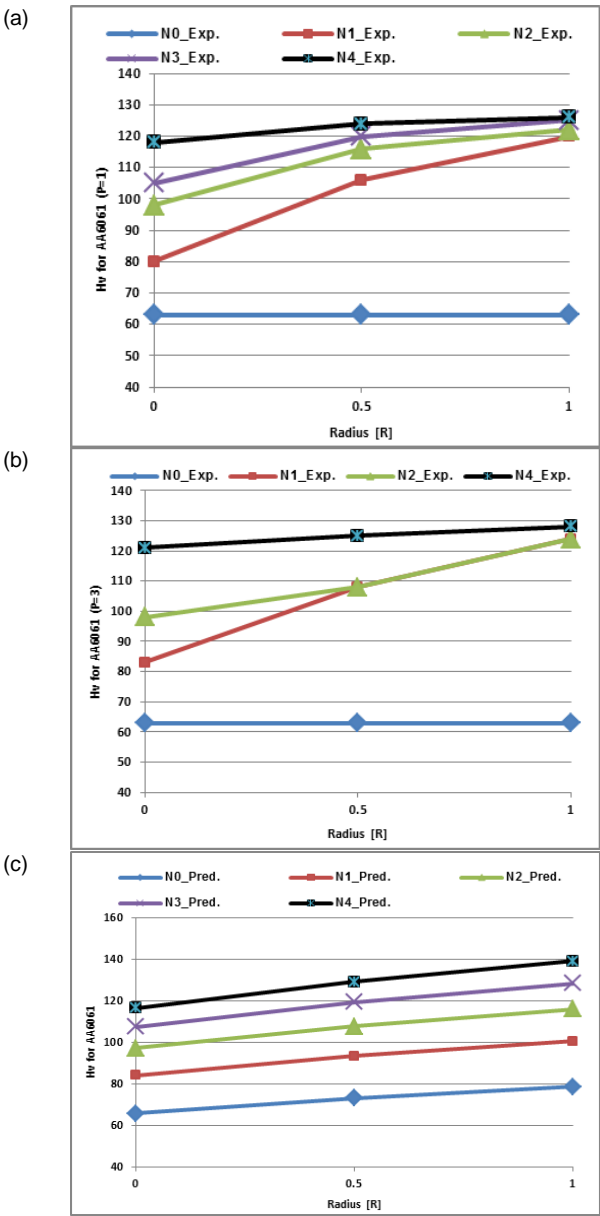 (a)
N0_Exp. N1_Exp. N2_Exp.
N3_Exp. N4_Exp.
140
130
120
110
100
90
80
70
60
50
40
Hv for AA6061 (P=1)
0 0.5 1
Radius [R]
(b)
N0_Exp. N1_Exp. N2_Exp. N4_Exp.
140
130
120
110
100
90
80
70
60
50
40
Hv for AA6061 (P=3)
0 0.5 1
Radius [R]
(c)
N0_Pred. N1_Pred. N2_Pred.
N3_Pred. N4_Pred.
160
140
120
100
80
60
40
Hv for AA6061
0 0.5 1
Radius [R]